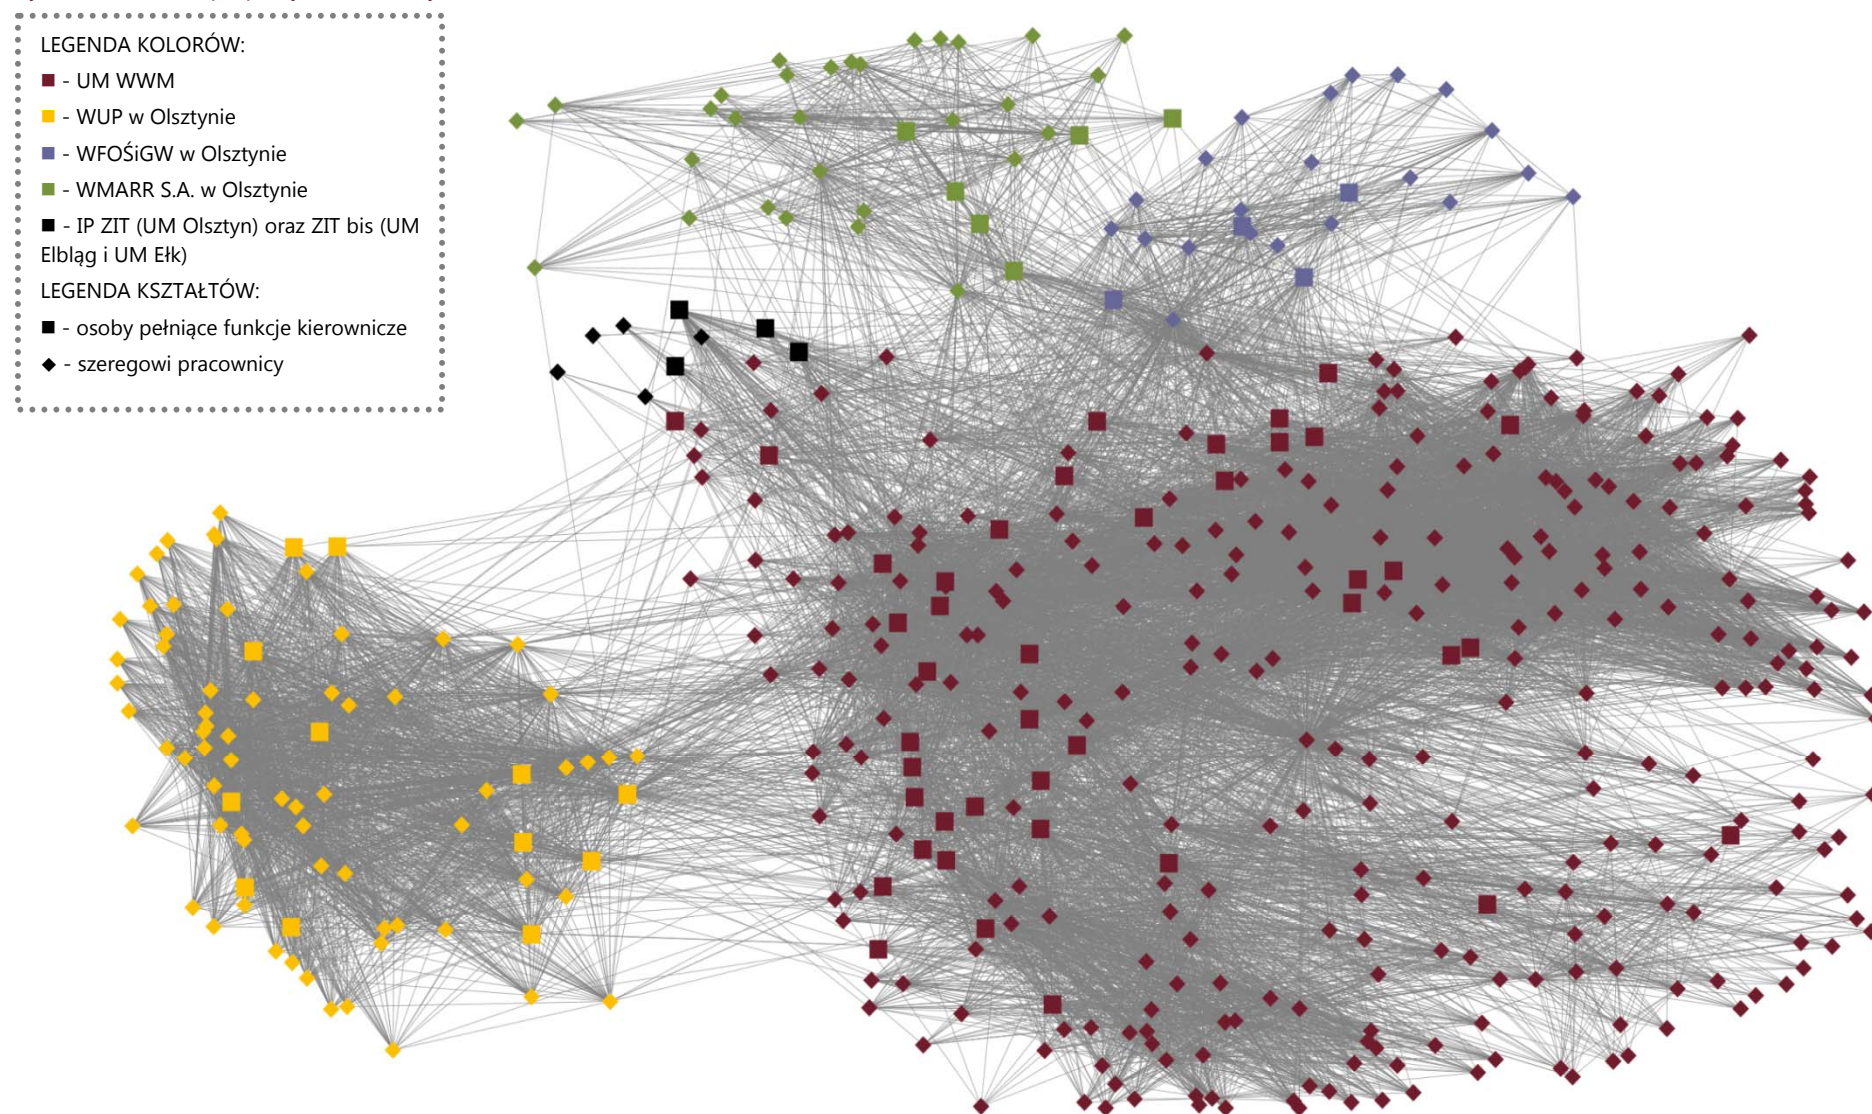 LEGENDA KOLORÓW:
- UM WWM
- WUP w Olsztynie
- WFOŚiGW w Olsztynie
- WMARR S.A. w Olsztynie
- IP ZIT (UM Olsztyn) oraz ZIT bis (UM
Elbląg i UM Ełk)
LEGENDA KSZTAŁTÓW:
- osoby pełniące funkcje kierownicze
- szeregowi pracownicy